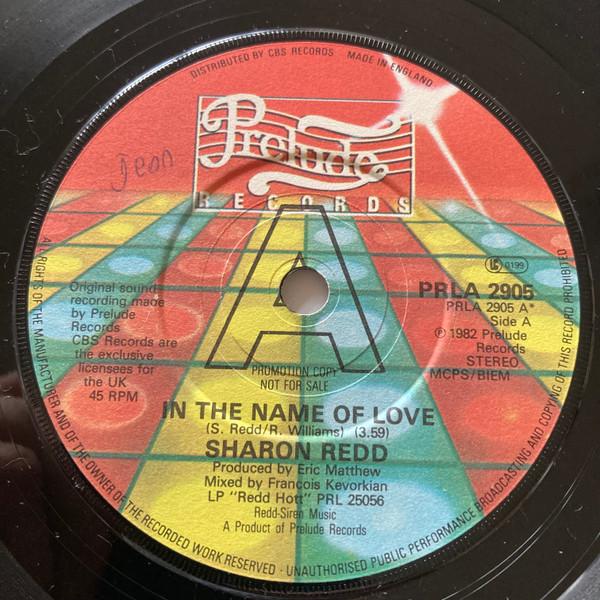 DISTRIBUTED BY CBS RECORDS MADE IN ENGLAND
Prelude
RECORDS
A
LC 0199
Original sound
recording made
by Prelude
Records
CBS Records are
the exclusive
licensees for
the UK
45 RPM
PRLA 2905
PRLA 2905 A*
Side A
℗ 1982 Prelude
Records
STEREO
MCPS/BIEM
PROMOTION COPY
NOT FOR SALE
IN THE NAME OF LOVE
(S. Redd/R. Williams) (3.59)
SHARON REDD
Produced by Eric Matthew
Mixed by Francois Kevorkian
LP "Redd Hott" PRL 25056
Redd-Siren Music
A Product of Prelude Records
ALL RIGHTS OF THE MANUFACTURER AND OF THE OWNER OF THE RECORDED WORK RESERVED · UNAUTHORISED PUBLIC PERFORMANCE BROADCASTING AND COPYING OF THIS RECORD PROHIBITED